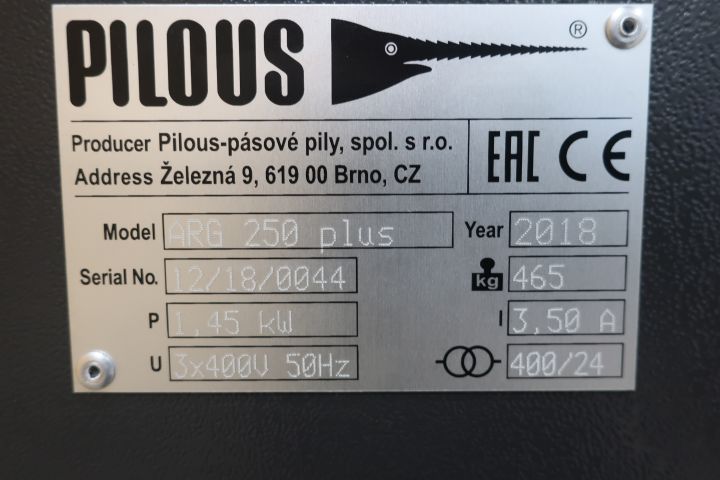 PILOUS ®
Producer Pilous-pásové pily, spol. s r.o.
Address Železná 9, 619 00 Brno, CZ
EAC CE
Model ARG 250 plus Year 2018
Serial No. 12/18/0044 kg 465
P 1,45 kW I 3,50 A
U 3x400V 50Hz 400/24